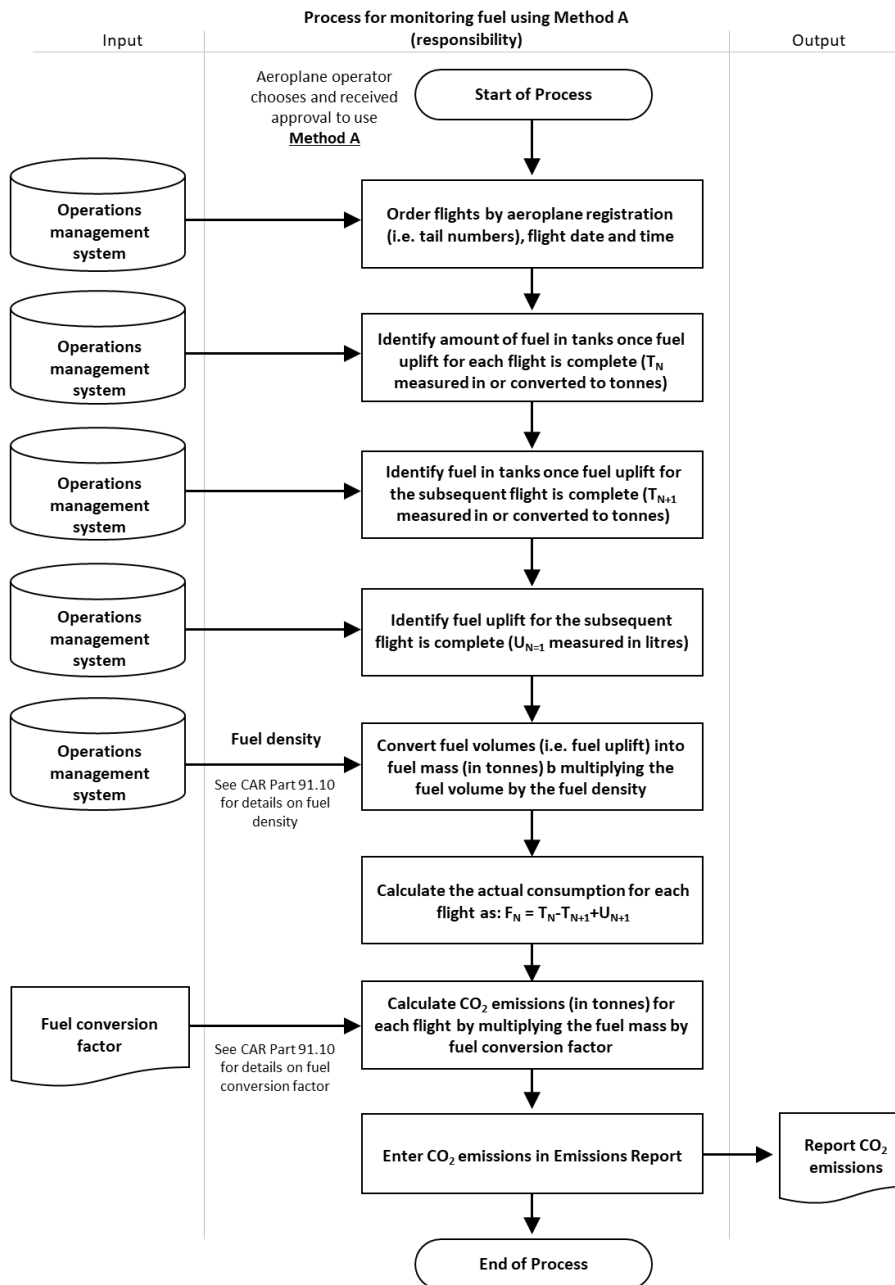 Process for monitoring fuel using Method A
Input
(responsibility)
Output
Aeroplane operator
chooses and received
approval to use
Method A
Start of Process
Operations
management
system
Order flights by aeroplane registration
(i.e. tail numbers), flight date and time
Operations
management
system
Identify amount of fuel in tanks once fuel
uplift for each flight is complete (T_N
measured in or converted to tonnes)
Operations
management
system
Identify fuel in tanks once fuel uplift for
the subsequent flight is complete (T_{N+1}
measured in or converted to tonnes)
Operations
management
system
Identify fuel uplift for the subsequent
flight is complete (U_{N=1} measured in litres)
Operations
management
system
Fuel density
See CAR Part 91.10
for details on fuel
density
Convert fuel volumes (i.e. fuel uplift) into
fuel mass (in tonnes) b multiplying the
fuel volume by the fuel density
Calculate the actual consumption for each
flight as: F_N = T_N-T_{N+1}+U_{N+1}
Fuel conversion
factor
See CAR Part 91.10
for details on fuel
conversion factor
Calculate CO₂ emissions (in tonnes) for
each flight by multiplying the fuel mass by
fuel conversion factor
Enter CO₂ emissions in Emissions Report
Report CO₂
emissions
End of Process